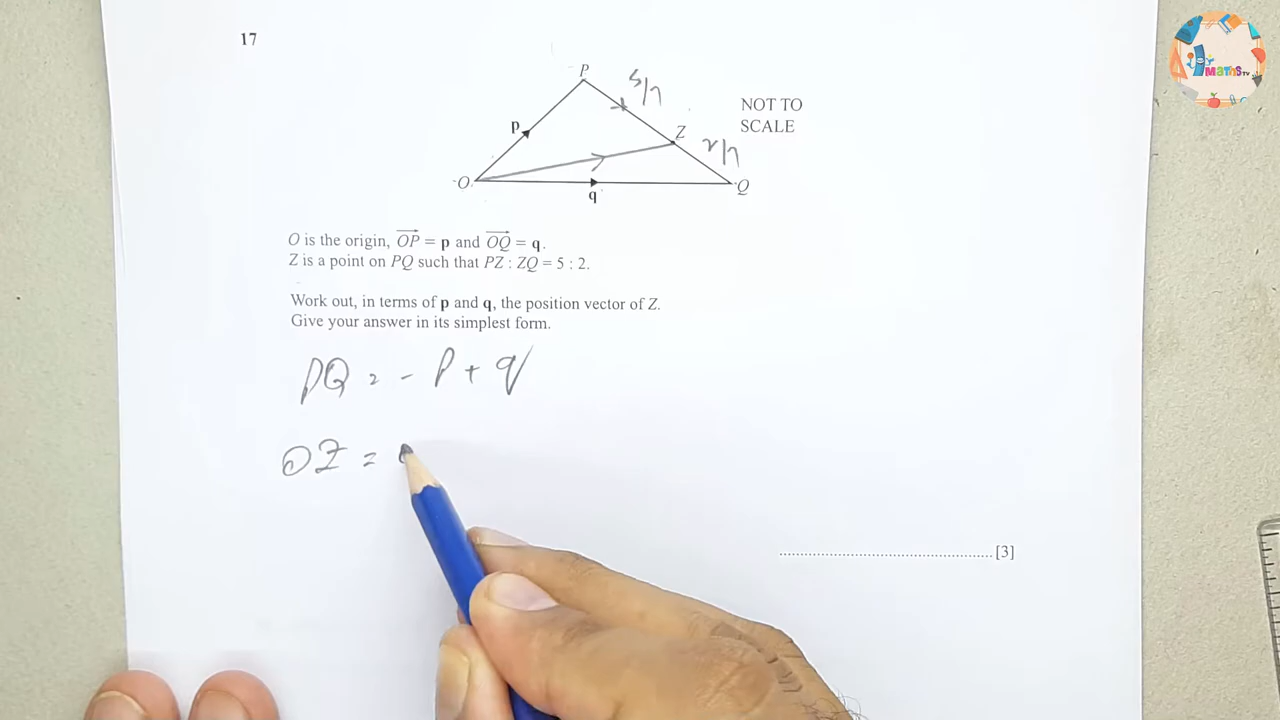 17
P
5/7
NOT TO
SCALE
p
Z
2/7
O
Q
q
O is the origin, OP = p and OQ = q.
Z is a point on PQ such that PZ : ZQ = 5 : 2.
Work out, in terms of p and q, the position vector of Z.
Give your answer in its simplest form.
PQ = - p + q
OZ =
[3]
MaTHS TV